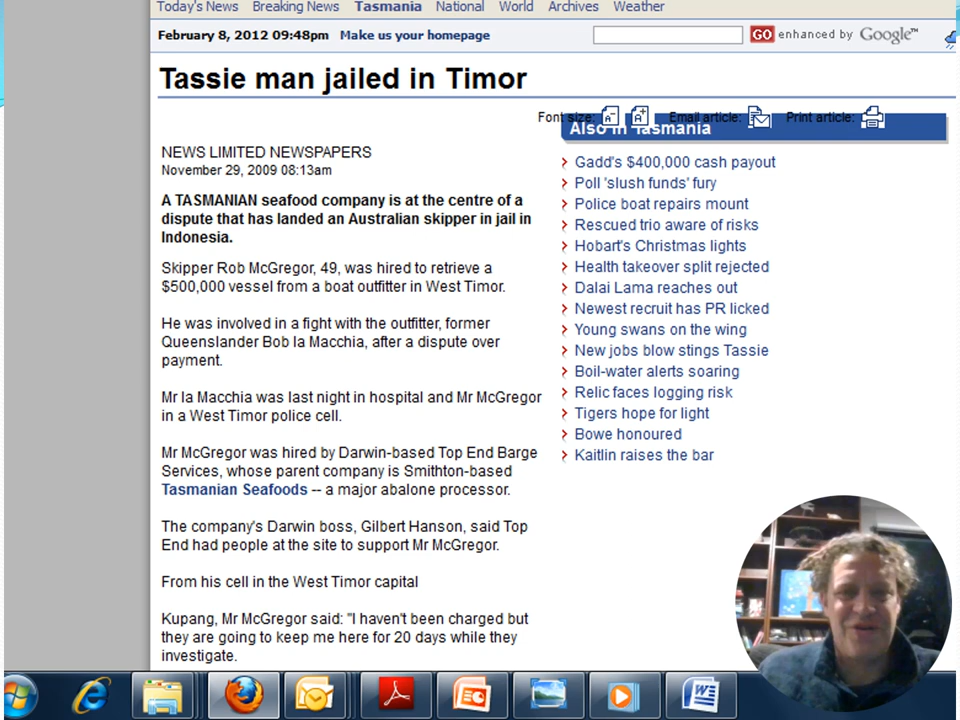 Today's News Breaking News Tasmania National World Archives Weather
February 8, 2012 09:48pm Make us your homepage GO enhanced by Google™
Tassie man jailed in Timor
Font size: A- A+ Email article: Print article:
NEWS LIMITED NEWSPAPERS
November 29, 2009 08:13am
A TASMANIAN seafood company is at the centre of a
dispute that has landed an Australian skipper in jail in
Indonesia.
Skipper Rob McGregor, 49, was hired to retrieve a
$500,000 vessel from a boat outfitter in West Timor.
He was involved in a fight with the outfitter, former
Queenslander Bob la Macchia, after a dispute over
payment.
Mr la Macchia was last night in hospital and Mr McGregor
in a West Timor police cell.
Mr McGregor was hired by Darwin-based Top End Barge
Services, whose parent company is Smithton-based
Tasmanian Seafoods -- a major abalone processor.
The company's Darwin boss, Gilbert Hanson, said Top
End had people at the site to support Mr McGregor.
From his cell in the West Timor capital
Kupang, Mr McGregor said: "I haven't been charged but
they are going to keep me here for 20 days while they
investigate.
Also in Tasmania
Gadd's $400,000 cash payout
Poll 'slush funds' fury
Police boat repairs mount
Rescued trio aware of risks
Hobart's Christmas lights
Health takeover split rejected
Dalai Lama reaches out
Newest recruit has PR licked
Young swans on the wing
New jobs blow stings Tassie
Boil-water alerts soaring
Relic faces logging risk
Tigers hope for light
Bowe honoured
Kaitlin raises the bar